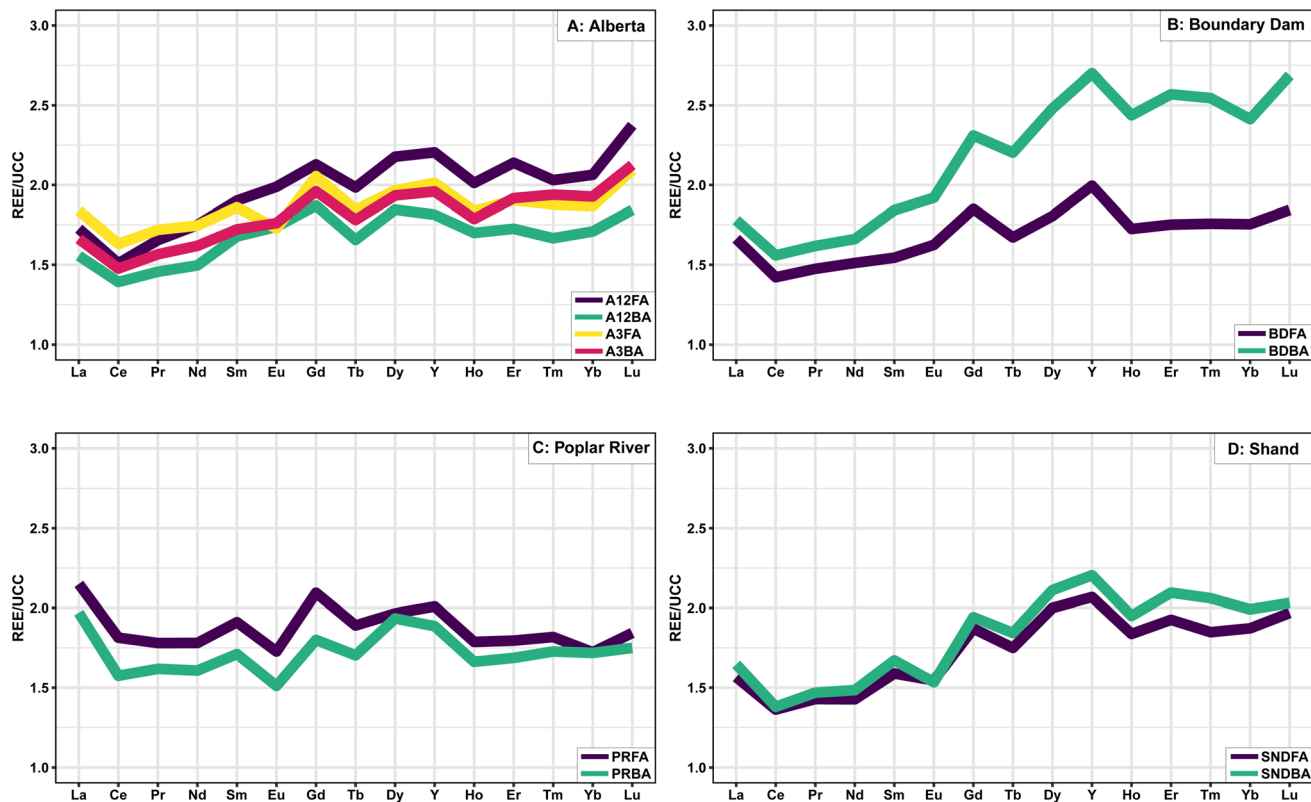 A: Alberta
REE/UCC
3.0
2.5
2.0
1.5
1.0
A12FA
A12BA
A3FA
A3BA
La Ce Pr Nd Sm Eu Gd Tb Dy Y Ho Er Tm Yb Lu
B: Boundary Dam
REE/UCC
3.0
2.5
2.0
1.5
1.0
BDFA
BDBA
La Ce Pr Nd Sm Eu Gd Tb Dy Y Ho Er Tm Yb Lu
C: Poplar River
REE/UCC
3.0
2.5
2.0
1.5
1.0
PRFA
PRBA
La Ce Pr Nd Sm Eu Gd Tb Dy Y Ho Er Tm Yb Lu
D: Shand
REE/UCC
3.0
2.5
2.0
1.5
1.0
SNDFA
SNDBA
La Ce Pr Nd Sm Eu Gd Tb Dy Y Ho Er Tm Yb Lu